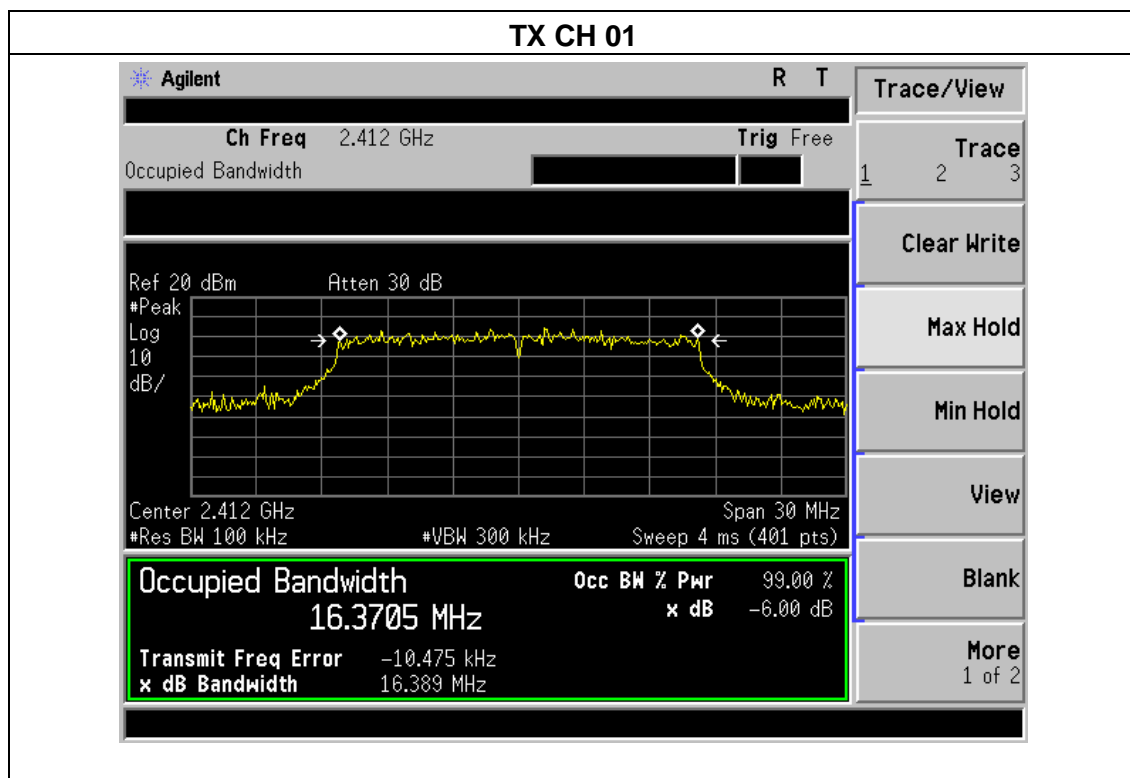 TX CH 01
Agilent R T
Trace/View
Ch Freq 2.412 GHz Trig Free
Occupied Bandwidth
Trace
1 2 3
Clear Write
Ref 20 dBm Atten 30 dB
#Peak
Log
10
dB/
Max Hold
Min Hold
View
Center 2.412 GHz Span 30 MHz
#Res BW 100 kHz #VBW 300 kHz Sweep 4 ms (401 pts)
Occupied Bandwidth Occ BW % Pwr 99.00 %
16.3705 MHz x dB -6.00 dB
Blank
Transmit Freq Error -10.475 kHz
x dB Bandwidth 16.389 MHz
More
1 of 2